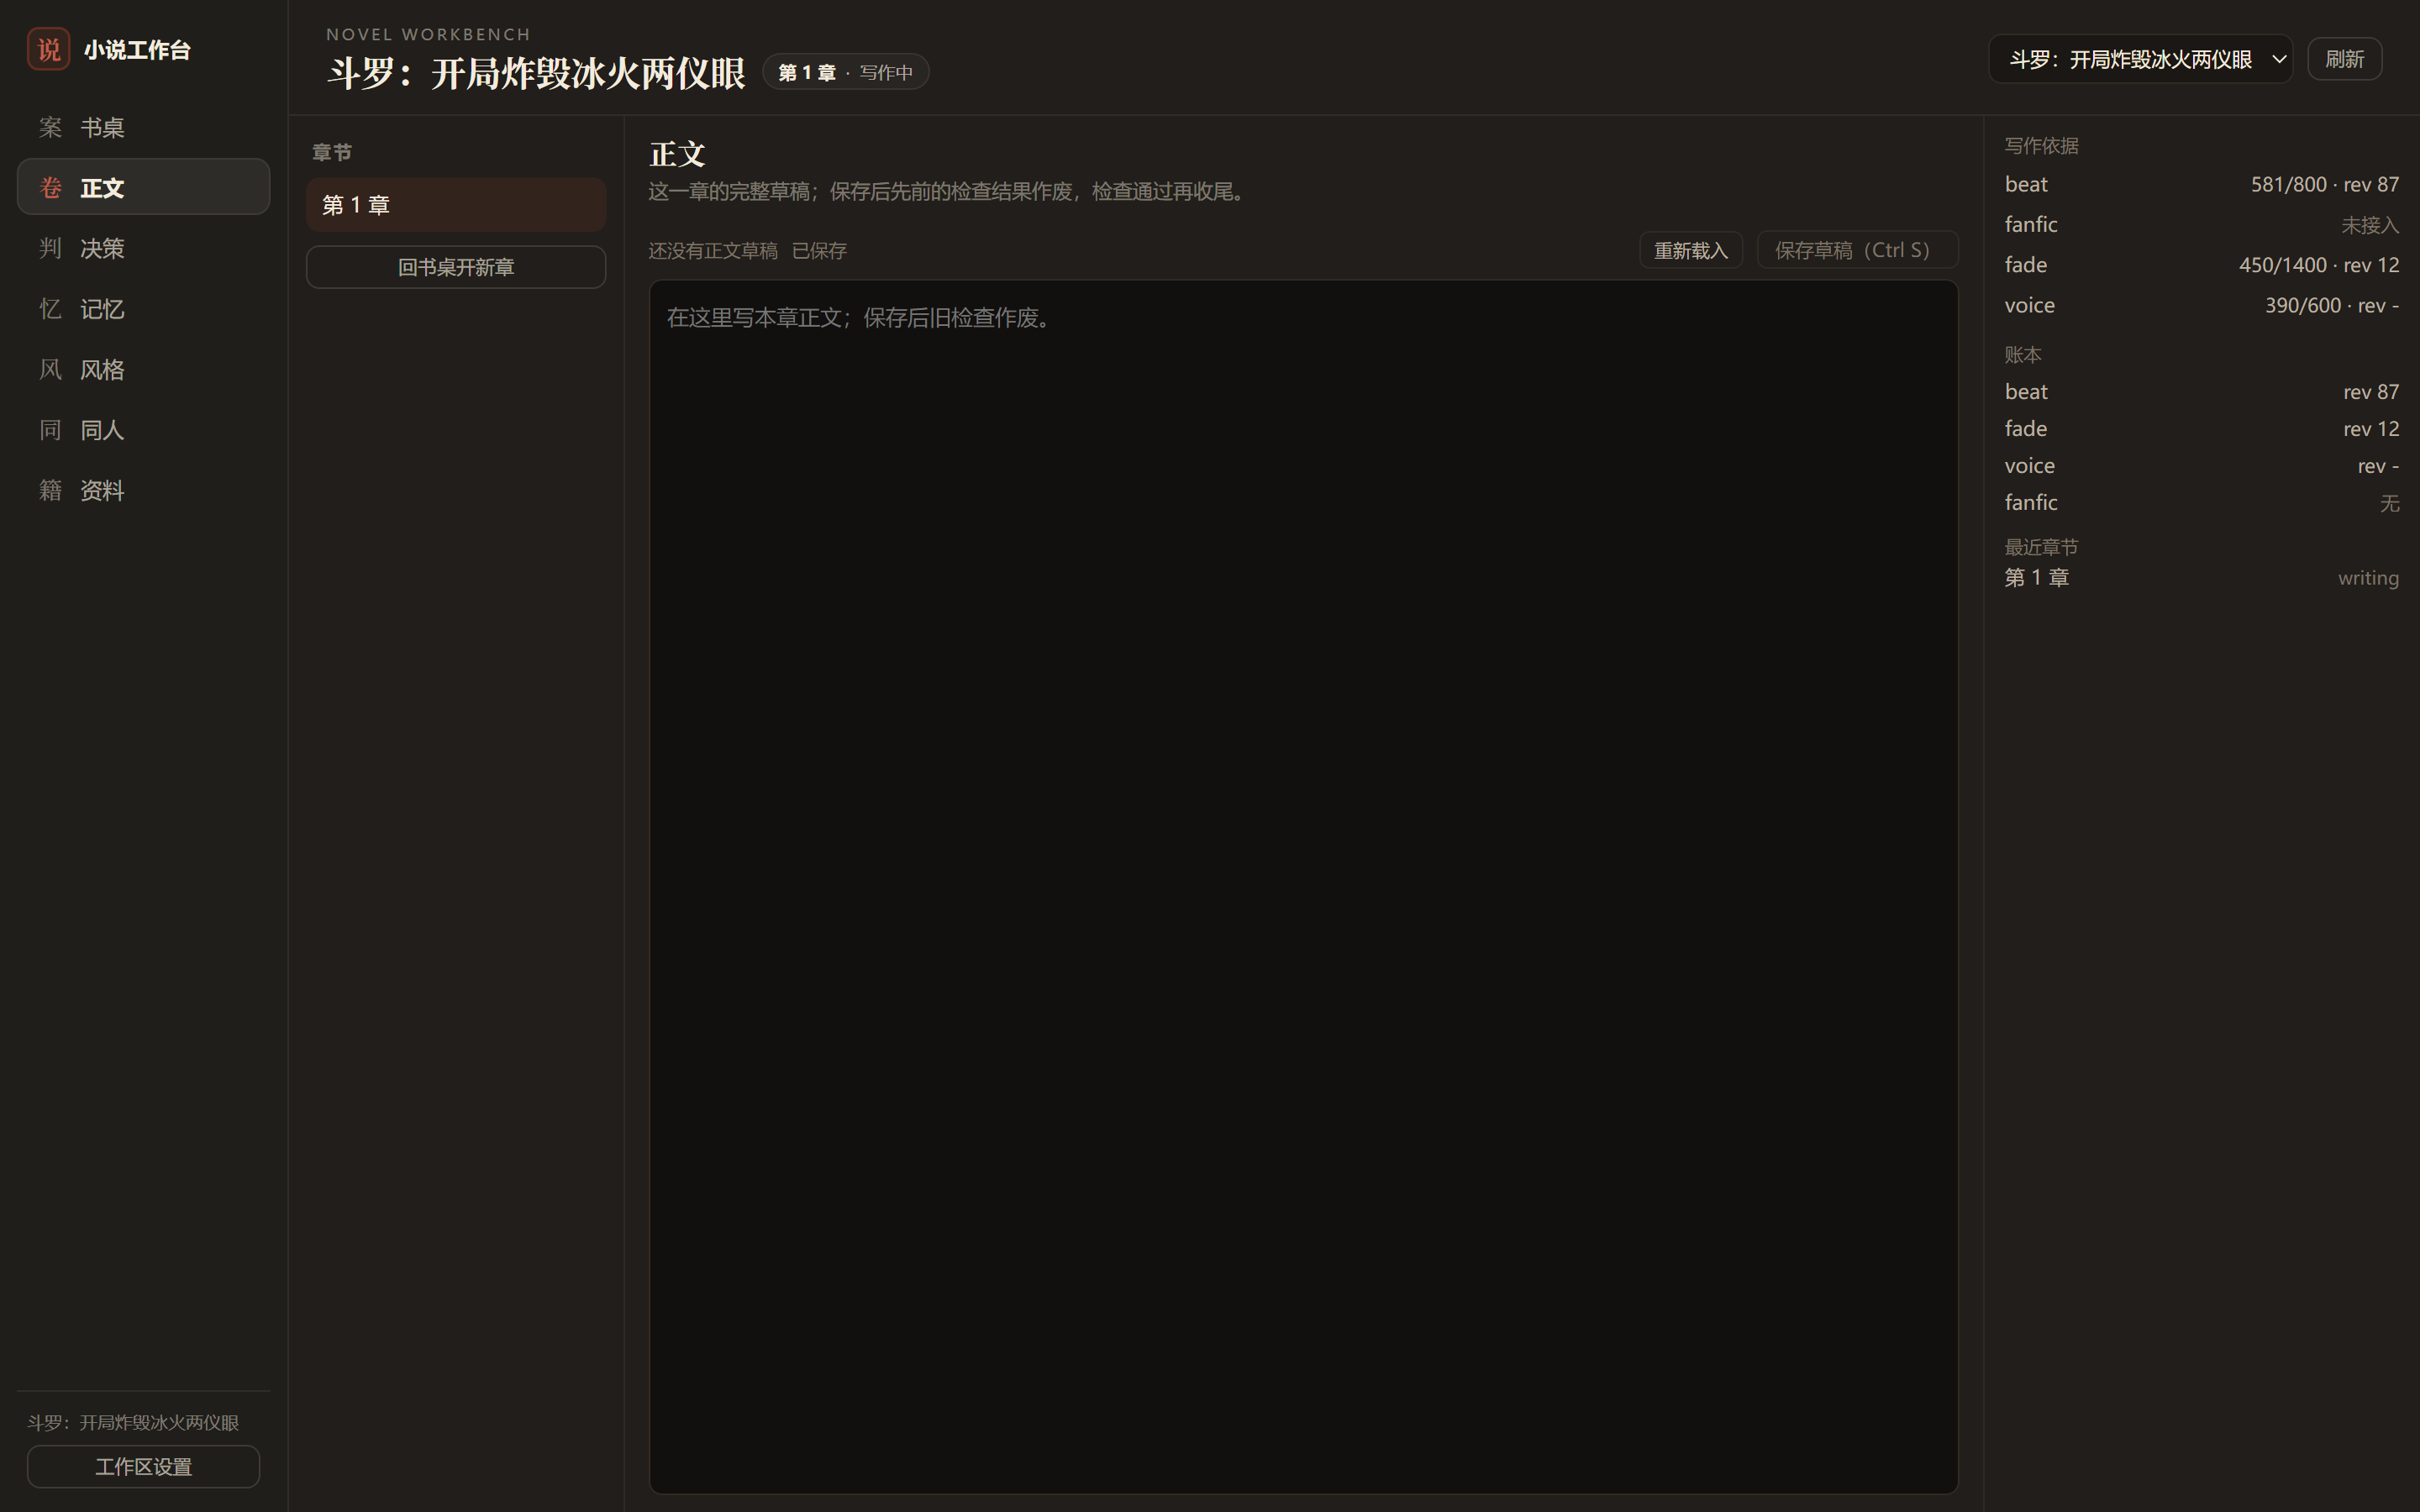 说 小说工作台
案 书桌
卷 正文
判 决策
忆 记忆
风 风格
同 同人
籍 资料
斗罗：开局炸毁冰火两仪眼
工作区设置
NOVEL WORKBENCH
斗罗：开局炸毁冰火两仪眼 第 1 章 · 写作中
斗罗：开局炸毁冰火两仪眼 刷新
章节
第 1 章
回书桌开新章
正文
这一章的完整草稿；保存后先前的检查结果作废，检查通过再收尾。
还没有正文草稿 已保存 重新载入 保存草稿（Ctrl S）
在这里写本章正文；保存后旧检查作废。
写作依据
beat 581/800 · rev 87
fanfic 未接入
fade 450/1400 · rev 12
voice 390/600 · rev -
账本
beat rev 87
fade rev 12
voice rev -
fanfic 无
最近章节
第 1 章 writing